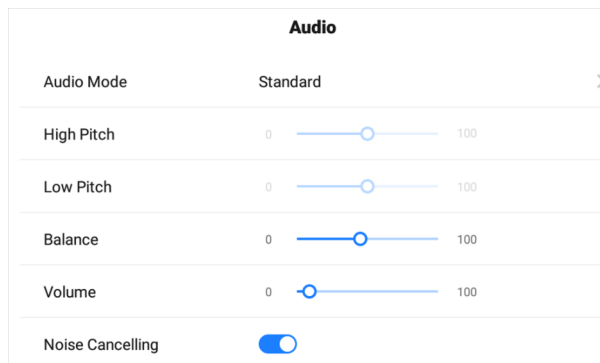 Audio
Audio Mode Standard
High Pitch 0 100
Low Pitch 0 100
Balance 0 100
Volume 0 100
Noise Cancelling